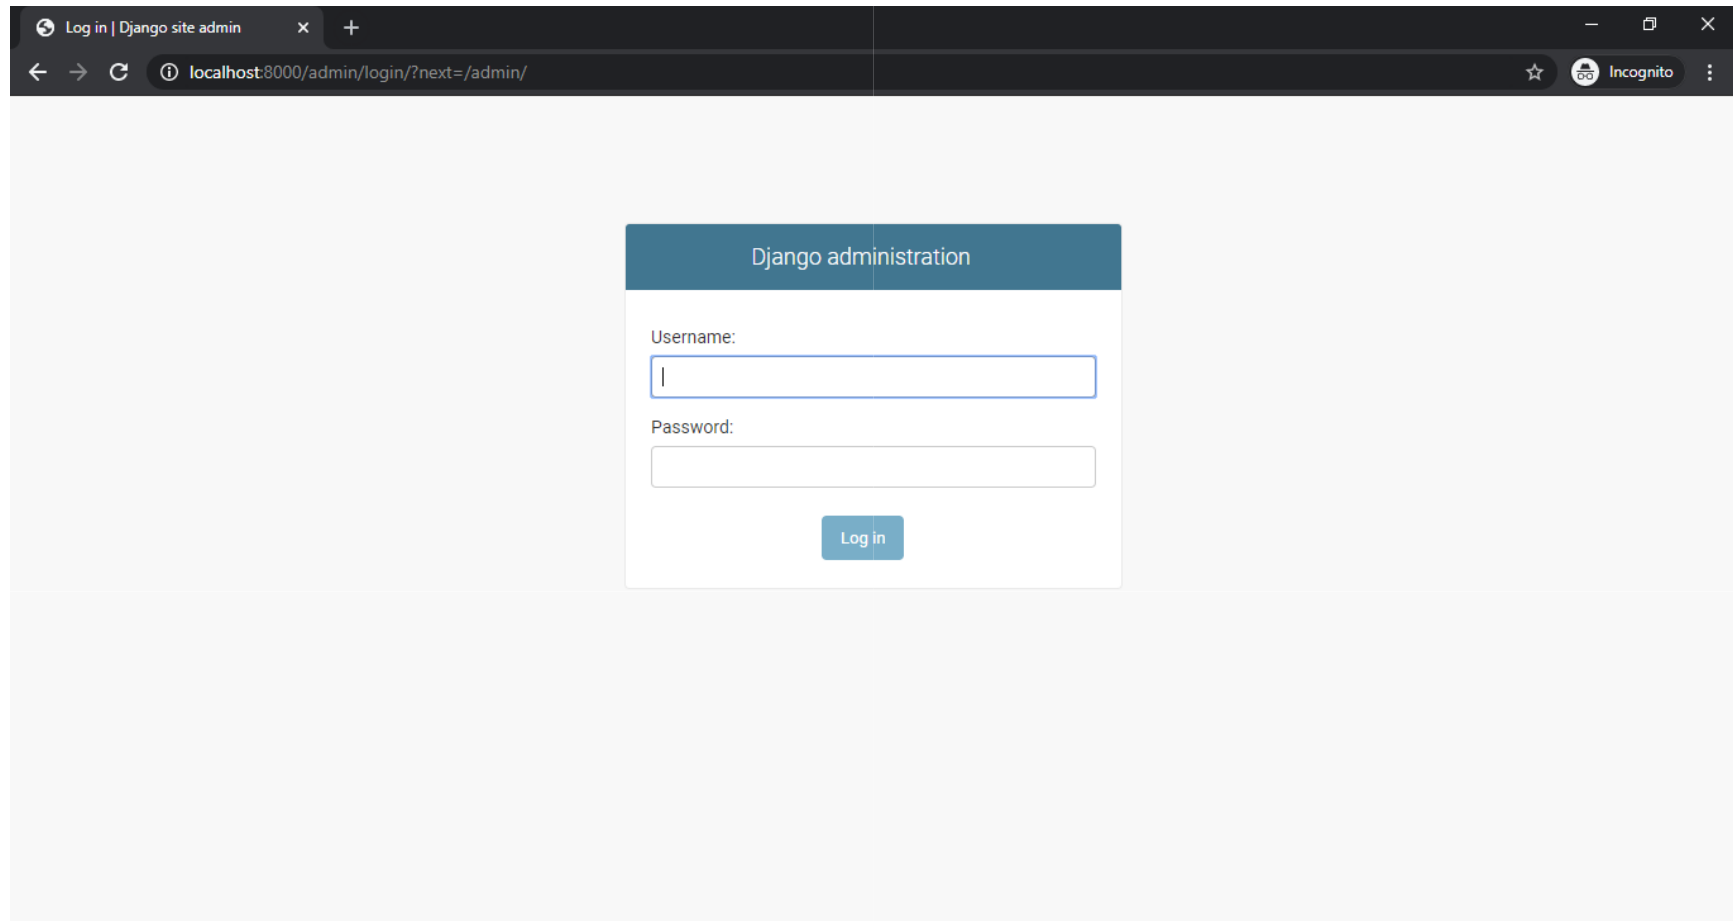 Log in | Django site admin
localhost:8000/admin/login/?next=/admin/
Incognito
Django administration
Username:
Password:
Log in